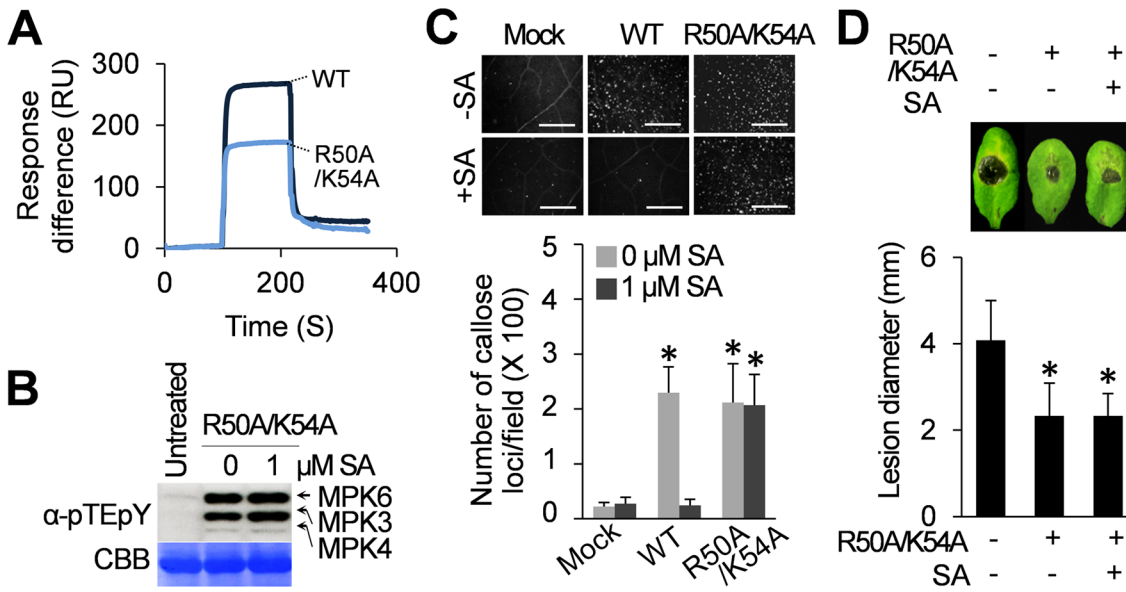 A
Response
difference (RU)
300
200
100
0
0
200
400
Time (S)
WT
R50A
/K54A
B
Untreated
R50A/K54A
0 1 µM SA
α-pTEpY
MPK6
MPK3
MPK4
CBB
C
Mock WT R50A/K54A
-SA
+SA
Number of callose
loci/field (X 100)
5
4
3
2
1
0
0 µM SA
1 µM SA
*
* *
Mock
WT
R50A
/K54A
D
R50A
/K54A
- + +
SA - - +
Lesion diameter (mm)
6
4
2
0
* *
R50A/K54A - + +
SA - - +